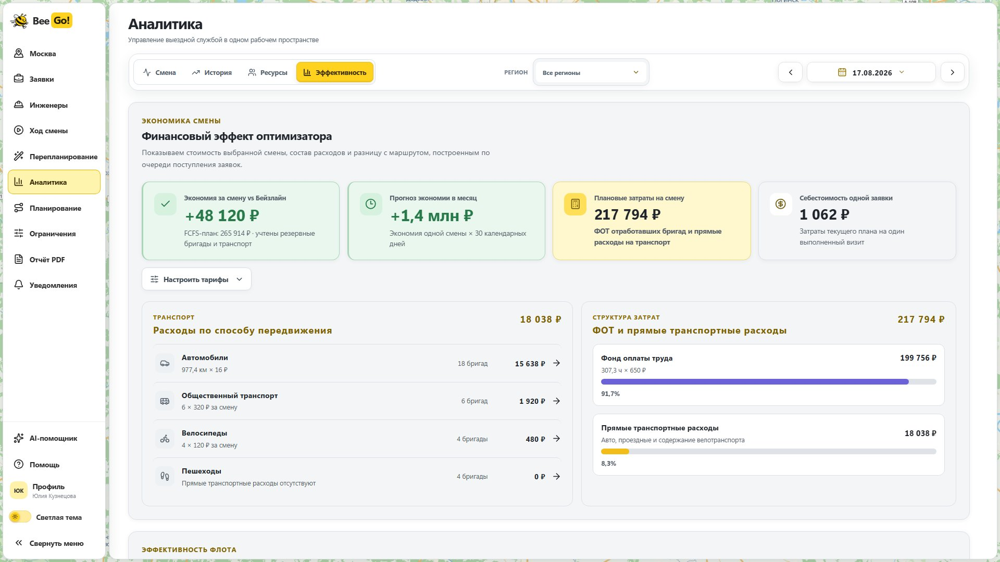 Bee Go!
Москва
Заявки
Инженеры
Ход смены
Перепланирование
Аналитика
Планирование
Ограничения
Отчёт PDF
Уведомления
AI-помощник
Помощь
ЮК
Профиль
Юлия Кузнецова
Светлая тема
Свернуть меню
Аналитика
Управление выездной службой в одном рабочем пространстве
Смена
История
Ресурсы
Эффективность
РЕГИОН
Все регионы
17.08.2026
ЭКОНОМИКА СМЕНЫ
Финансовый эффект оптимизатора
Показываем стоимость выбранной смены, состав расходов и разницу с маршрутом, построенным по
очереди поступления заявок.
Экономия за смену vs Бейзлайн
+48 120 ₽
FCFS-план: 265 914 ₽ · учтены резервные
бригады и транспорт
Прогноз экономии в месяц
+1,4 млн ₽
Экономия одной смены × 30 календарных
дней
Плановые затраты на смену
217 794 ₽
ФОТ отработавших бригад и прямые
расходы на транспорт
Себестоимость одной заявки
1 062 ₽
Затраты текущего плана на один
выполненный визит
Настроить тарифы
ТРАНСПОРТ
18 038 ₽
Расходы по способу передвижения
Автомобили
977,4 км × 16 ₽
18 бригад
15 638 ₽
Общественный транспорт
6 × 320 ₽ за смену
6 бригад
1 920 ₽
Велосипеды
4 × 120 ₽ за смену
4 бригады
480 ₽
Пешеходы
Прямые транспортные расходы отсутствуют
4 бригады
0 ₽
СТРУКТУРА ЗАТРАТ
217 794 ₽
ФОТ и прямые транспортные расходы
Фонд оплаты труда
199 756 ₽
307,3 ч × 650 ₽
91,7%
Прямые транспортные расходы
18 038 ₽
Авто, проездные и содержание велотранспорта
8,3%
ЭФФЕКТИВНОСТЬ ФЛОТА